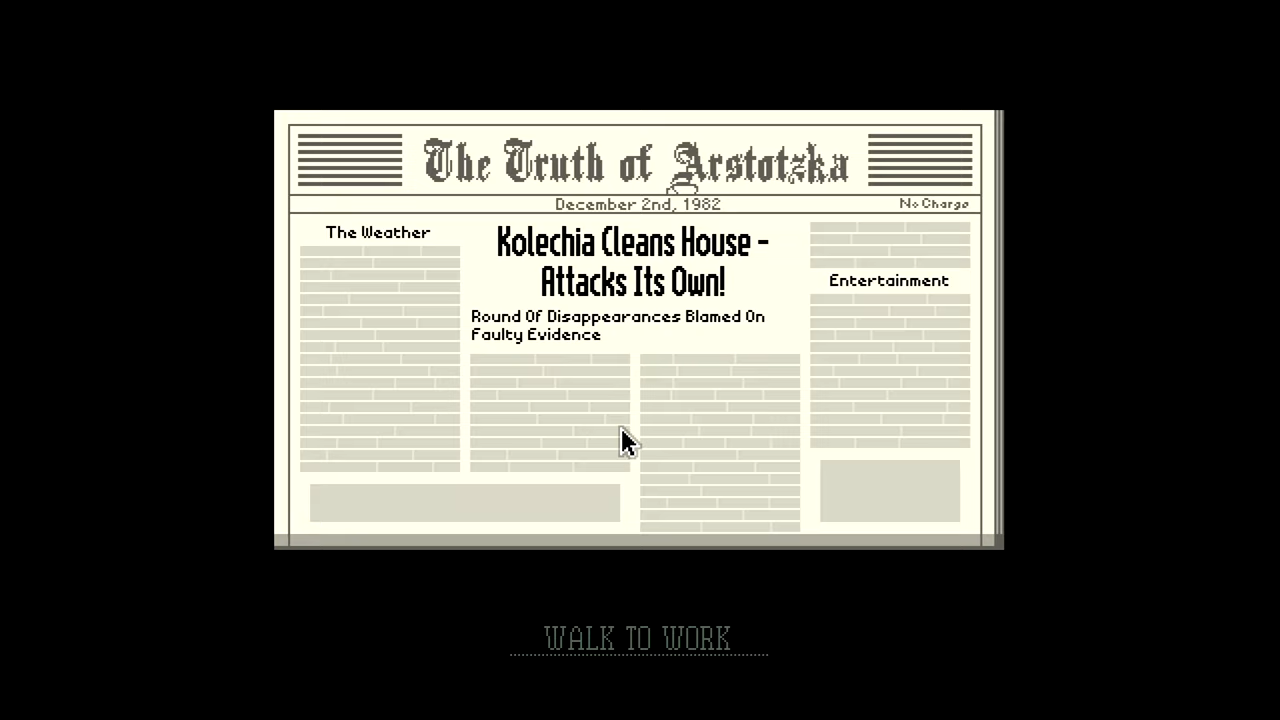 The Truth of Arstotzka
December 2nd, 1982
No Charge
The Weather
Kolechia Cleans House -
Attacks Its Own!
Round Of Disappearances Blamed On
Faulty Evidence
Entertainment
WALK TO WORK